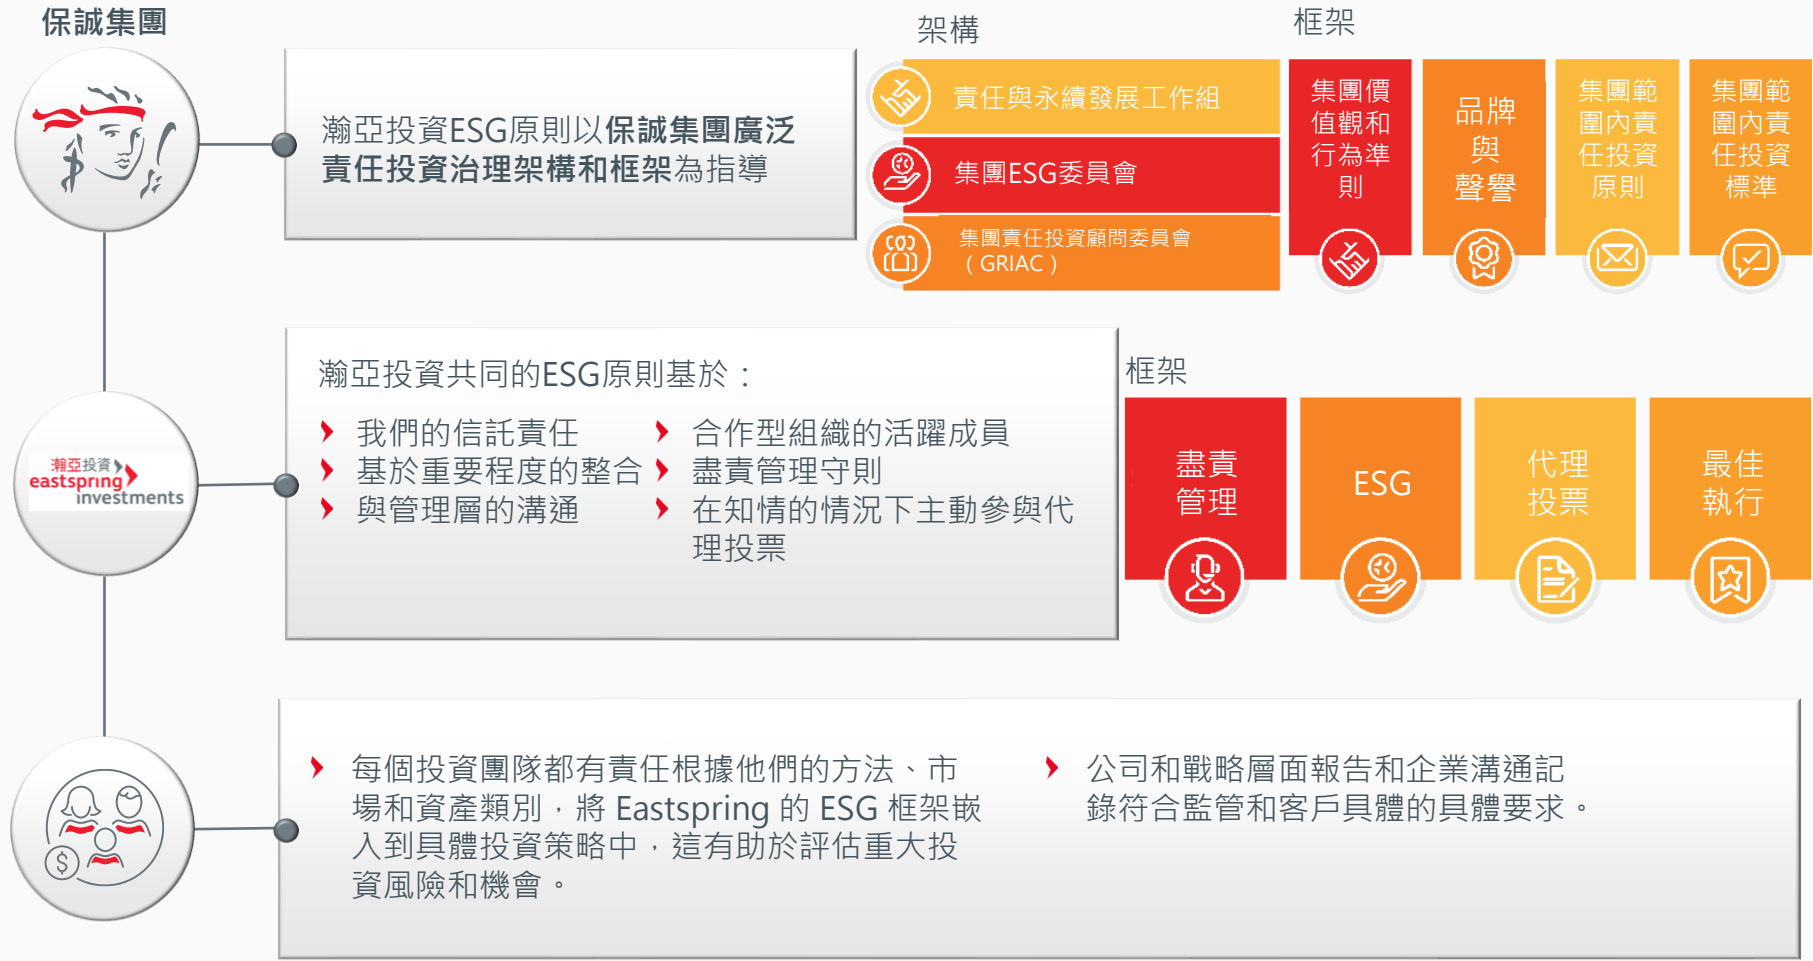 保誠集團
瀚亞投資ESG原則以保誠集團廣泛
責任投資治理架構和框架為指導
架構
責任與永續發展工作組
集團ESG委員會
集團責任投資顧問委員會
（GRIAC）
框架
集團價
值觀和
行為準
則
品牌
與
聲譽
集團範
圍內責
任投資
原則
集團範
圍內責
任投資
標準
瀚亞投資
eastspring
investments
瀚亞投資共同的ESG原則基於：
我們的信託責任
基於重要程度的整合
與管理層的溝通
合作型組織的活躍成員
盡責管理守則
在知情的情況下主動參與代
理投票
框架
盡責
管理
ESG
代理
投票
最佳
執行
每個投資團隊都有責任根據他們的方法、市
場和資產類別，將 Eastspring 的 ESG 框架嵌
入到具體投資策略中，這有助於評估重大投
資風險和機會。
公司和戰略層面報告和企業溝通記
錄符合監管和客戶具體的具體要求。